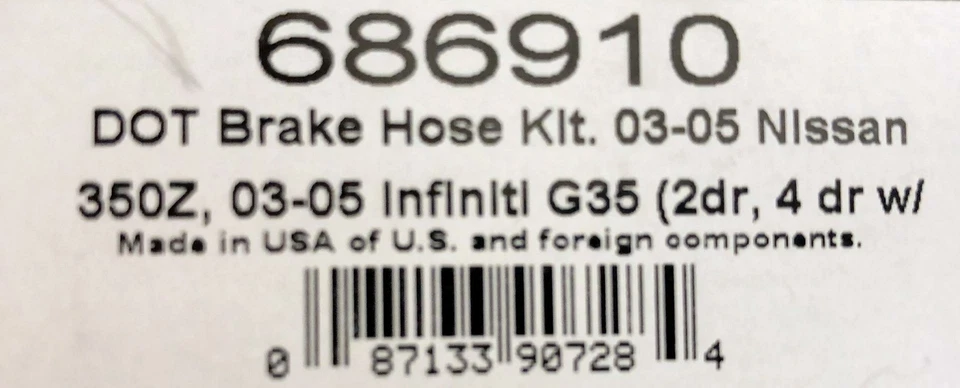 686910
DOT Brake Hose Kit. 03-05 Nissan
350Z, 03-05 Infiniti G35 (2dr, 4 dr w/
Made in USA of U.S. and foreign components.
0 87133 90728 4